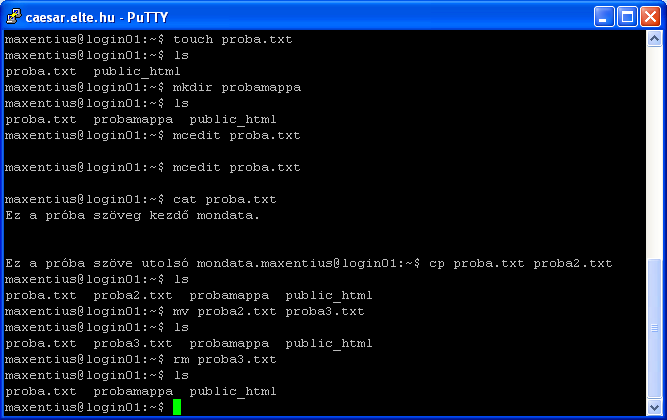 caesar.elte.hu - PuTTY
maxentius@login01:~$ touch proba.txt
maxentius@login01:~$ ls
proba.txt  public_html
maxentius@login01:~$ mkdir probamappa
maxentius@login01:~$ ls
proba.txt  probamappa  public_html
maxentius@login01:~$ mcedit proba.txt
maxentius@login01:~$ mcedit proba.txt
maxentius@login01:~$ cat proba.txt
Ez a próba szöveg kezdő mondata.
Ez a próba szöve utolsó mondata.maxentius@login01:~$ cp proba.txt proba2.txt
maxentius@login01:~$ ls
proba.txt  proba2.txt  probamappa  public_html
maxentius@login01:~$ mv proba2.txt proba3.txt
maxentius@login01:~$ ls
proba.txt  proba3.txt  probamappa  public_html
maxentius@login01:~$ rm proba3.txt
maxentius@login01:~$ ls
proba.txt  probamappa  public_html
maxentius@login01:~$